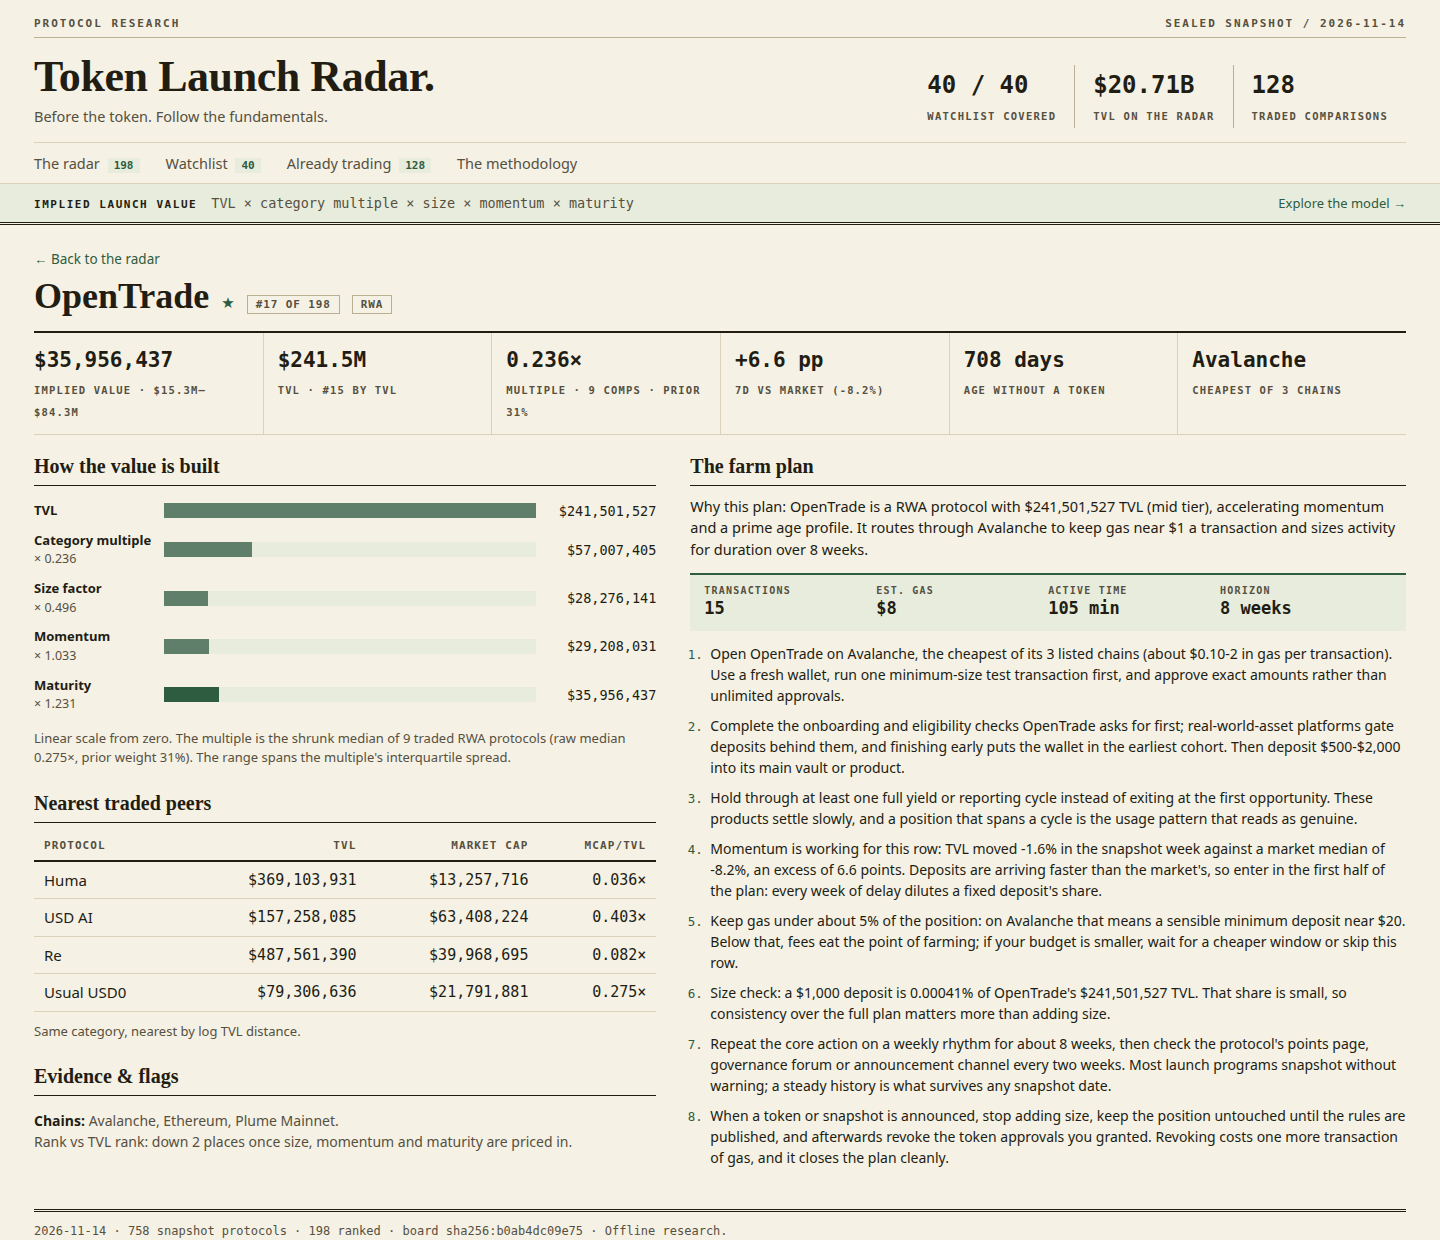 PROTOCOL RESEARCH
SEALED SNAPSHOT / 2026-11-14
Token Launch Radar.
Before the token. Follow the fundamentals.
40 / 40
WATCHLIST COVERED
$20.71B
TVL ON THE RADAR
128
TRADED COMPARISONS
The radar 198 Watchlist 40 Already trading 128 The methodology
IMPLIED LAUNCH VALUE TVL × category multiple × size × momentum × maturity
Explore the model →
← Back to the radar
OpenTrade ★ #17 OF 198 RWA
$35,956,437
IMPLIED VALUE · $15.3M–
$84.3M
$241.5M
TVL · #15 BY TVL
0.236×
MULTIPLE · 9 COMPS · PRIOR
31%
+6.6 pp
7D VS MARKET (-8.2%)
708 days
AGE WITHOUT A TOKEN
Avalanche
CHEAPEST OF 3 CHAINS
How the value is built
TVL $241,501,527
Category multiple
× 0.236
$57,007,405
Size factor
× 0.496
$28,276,141
Momentum
× 1.033
$29,208,031
Maturity
× 1.231
$35,956,437
Linear scale from zero. The multiple is the shrunk median of 9 traded RWA protocols (raw median
0.275×, prior weight 31%). The range spans the multiple's interquartile spread.
Nearest traded peers
PROTOCOL TVL MARKET CAP MCAP/TVL
Huma $369,103,931 $13,257,716 0.036×
USD AI $157,258,085 $63,408,224 0.403×
Re $487,561,390 $39,968,695 0.082×
Usual USD0 $79,306,636 $21,791,881 0.275×
Same category, nearest by log TVL distance.
Evidence & flags
Chains: Avalanche, Ethereum, Plume Mainnet.
Rank vs TVL rank: down 2 places once size, momentum and maturity are priced in.
The farm plan
Why this plan: OpenTrade is a RWA protocol with $241,501,527 TVL (mid tier), accelerating momentum
and a prime age profile. It routes through Avalanche to keep gas near $1 a transaction and sizes activity
for duration over 8 weeks.
TRANSACTIONS
15
EST. GAS
$8
ACTIVE TIME
105 min
HORIZON
8 weeks
1. Open OpenTrade on Avalanche, the cheapest of its 3 listed chains (about $0.10-2 in gas per transaction).
Use a fresh wallet, run one minimum-size test transaction first, and approve exact amounts rather than
unlimited approvals.
2. Complete the onboarding and eligibility checks OpenTrade asks for first; real-world-asset platforms gate
deposits behind them, and finishing early puts the wallet in the earliest cohort. Then deposit $500-$2,000
into its main vault or product.
3. Hold through at least one full yield or reporting cycle instead of exiting at the first opportunity. These
products settle slowly, and a position that spans a cycle is the usage pattern that reads as genuine.
4. Momentum is working for this row: TVL moved -1.6% in the snapshot week against a market median of
-8.2%, an excess of 6.6 points. Deposits are arriving faster than the market's, so enter in the first half of
the plan: every week of delay dilutes a fixed deposit's share.
5. Keep gas under about 5% of the position: on Avalanche that means a sensible minimum deposit near $20.
Below that, fees eat the point of farming; if your budget is smaller, wait for a cheaper window or skip this
row.
6. Size check: a $1,000 deposit is 0.00041% of OpenTrade's $241,501,527 TVL. That share is small, so
consistency over the full plan matters more than adding size.
7. Repeat the core action on a weekly rhythm for about 8 weeks, then check the protocol's points page,
governance forum or announcement channel every two weeks. Most launch programs snapshot without
warning; a steady history is what survives any snapshot date.
8. When a token or snapshot is announced, stop adding size, keep the position untouched until the rules are
published, and afterwards revoke the token approvals you granted. Revoking costs one more transaction
of gas, and it closes the plan cleanly.
2026-11-14 · 758 snapshot protocols · 198 ranked · board sha256:b0ab4dc09e75 · Offline research.